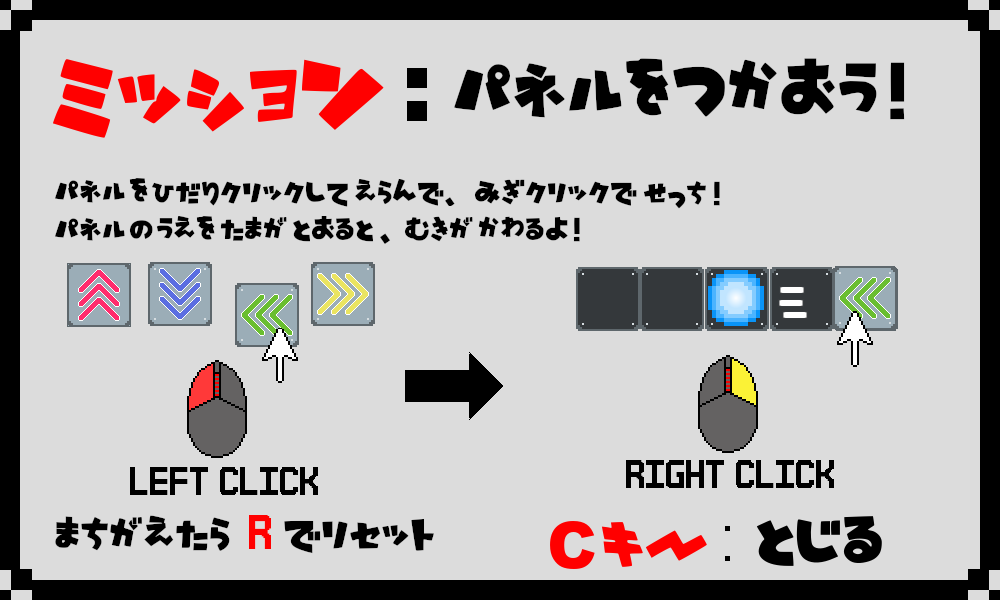 ミッション：パネルをつかおう！
パネルをひだりクリックしてえらんで、みぎクリックでせっち！
パネルのうえをたまがとおると、むきがかわるよ！
LEFT CLICK
RIGHT CLICK
まちがえたら R でリセット
Cキー：とじる